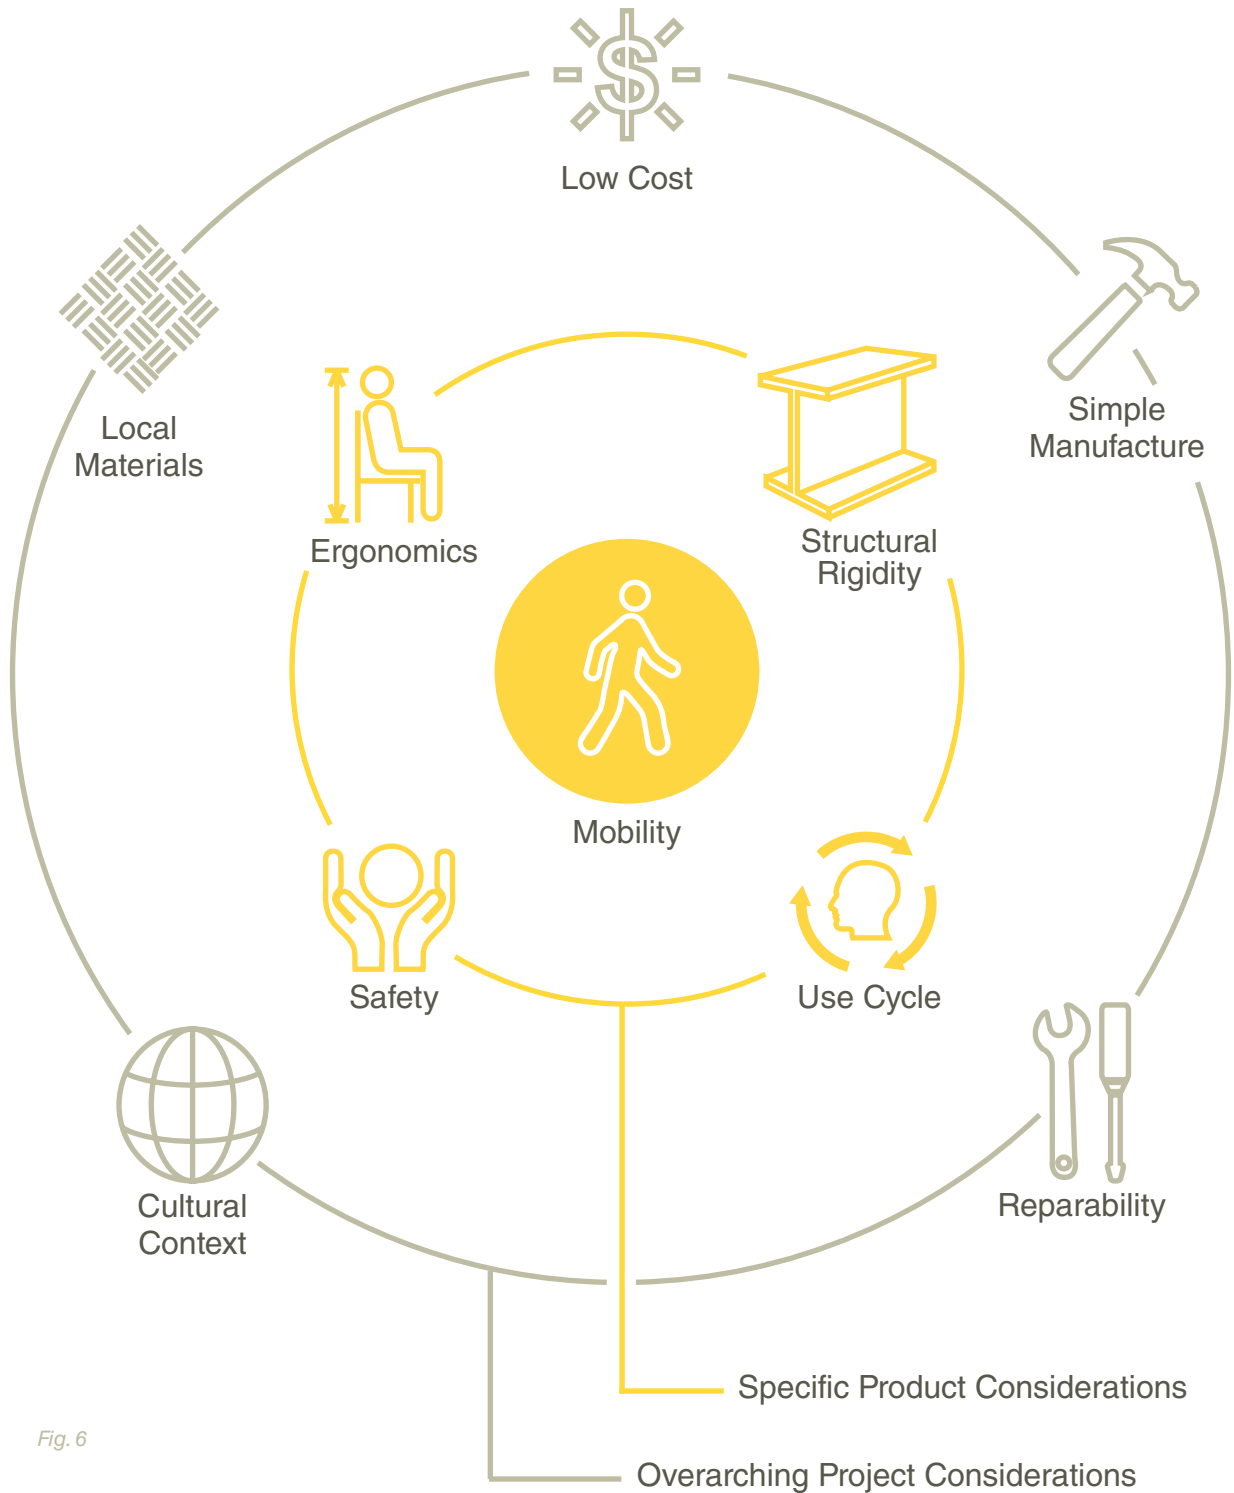 $
Low Cost
Local
Materials
Simple
Manufacture
Ergonomics
Structural
Rigidity
Mobility
Safety
Use Cycle
Cultural
Context
Reparability
Specific Product Considerations
Fig. 6
Overarching Project Considerations